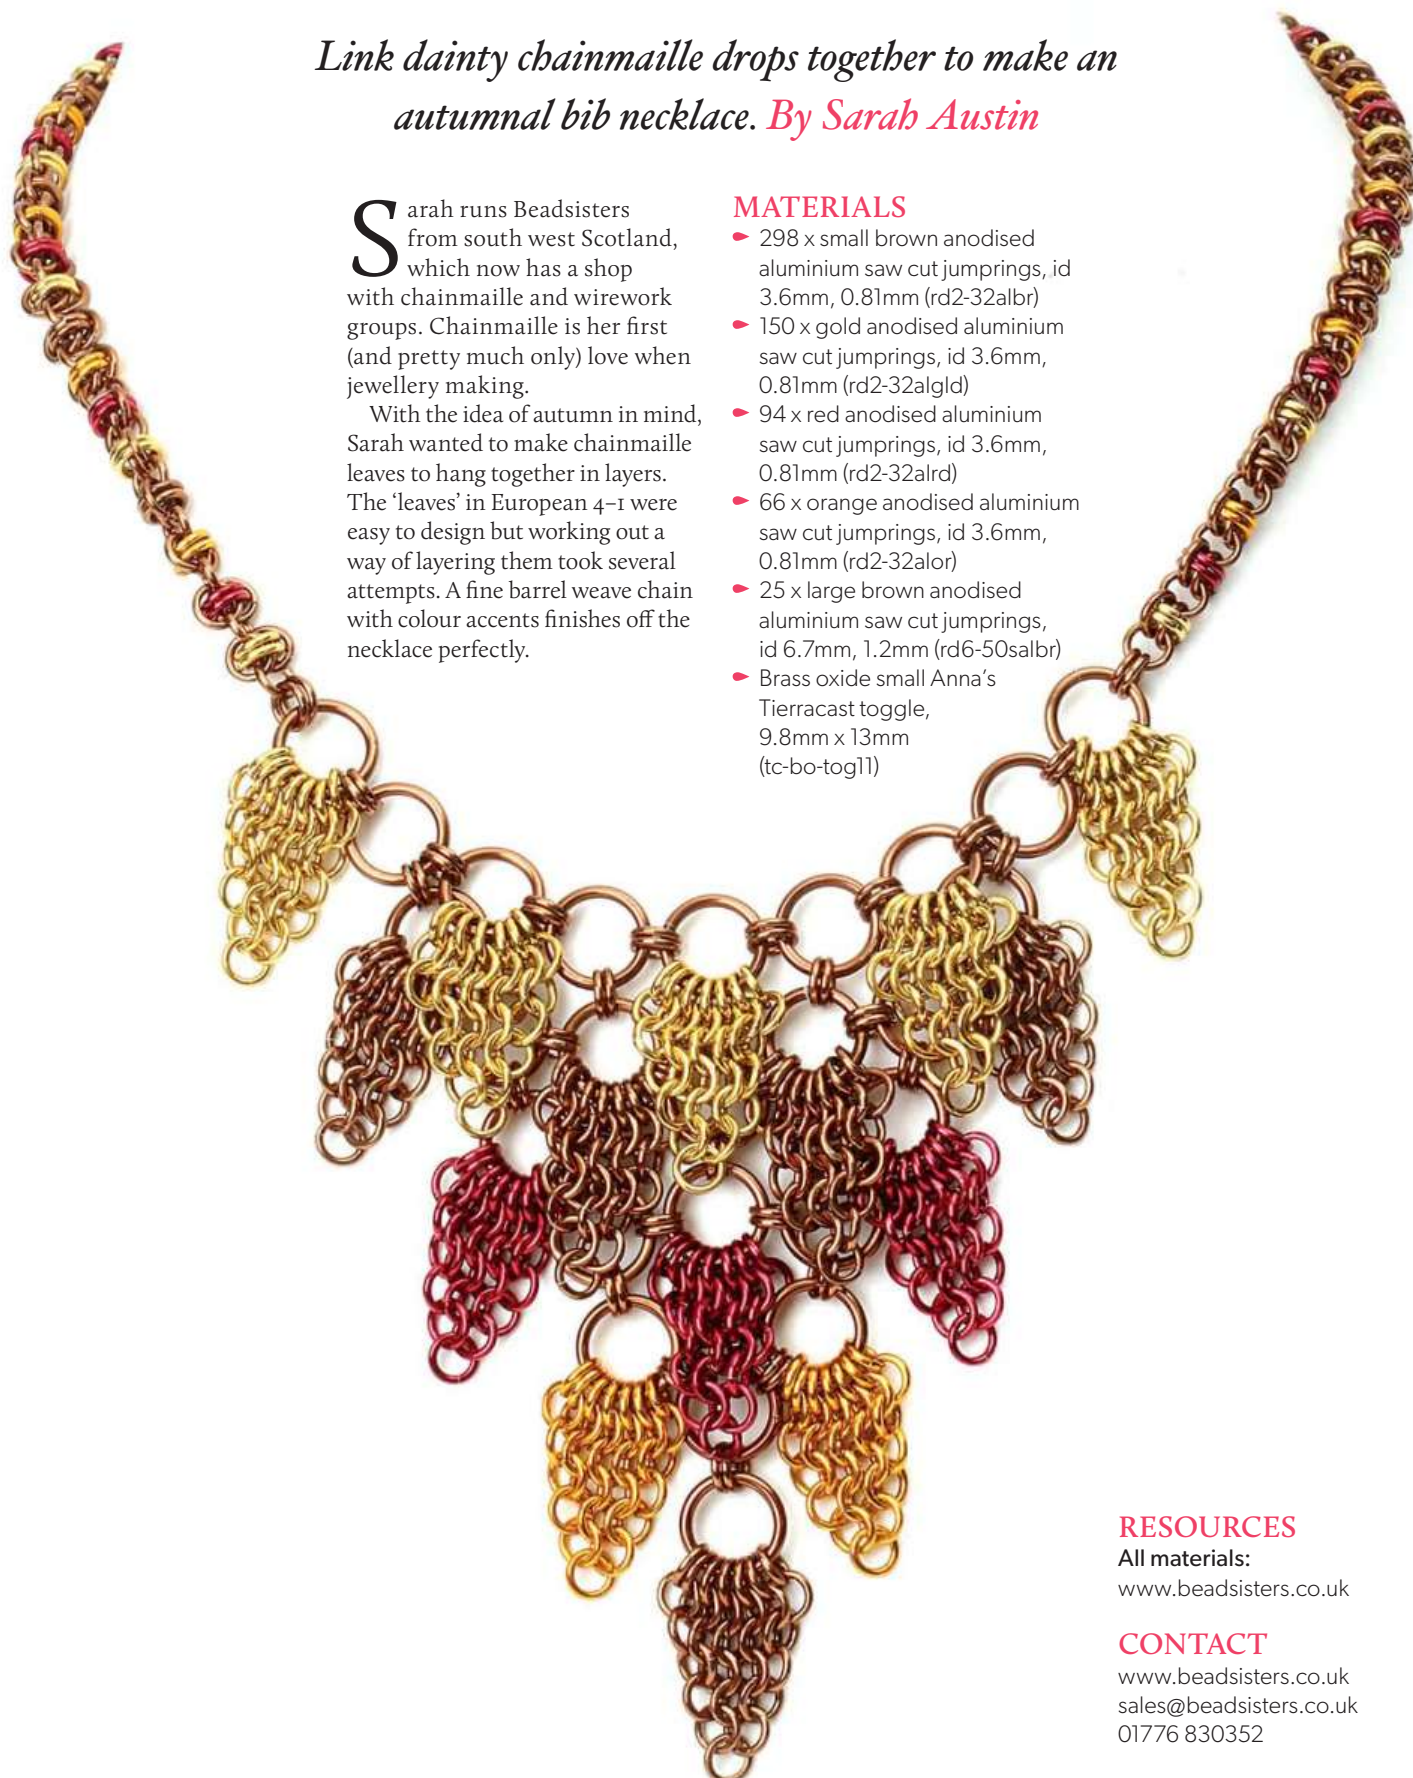 Link dainty chainmaille drops together to make an
autumnal bib necklace. By Sarah Austin
Sarah runs Beadsisters
from south west Scotland,
which now has a shop
with chainmaille and wirework
groups. Chainmaille is her first
(and pretty much only) love when
jewellery making.
With the idea of autumn in mind,
Sarah wanted to make chainmaille
leaves to hang together in layers.
The ‘leaves’ in European 4–1 were
easy to design but working out a
way of layering them took several
attempts. A fine barrel weave chain
with colour accents finishes off the
necklace perfectly.
MATERIALS
298 x small brown anodised
aluminium saw cut jumprings, id
3.6mm, 0.81mm (rd2-32albr)
150 x gold anodised aluminium
saw cut jumprings, id 3.6mm,
0.81mm (rd2-32algld)
94 x red anodised aluminium
saw cut jumprings, id 3.6mm,
0.81mm (rd2-32alrd)
66 x orange anodised aluminium
saw cut jumprings, id 3.6mm,
0.81mm (rd2-32alor)
25 x large brown anodised
aluminium saw cut jumprings,
id 6.7mm, 1.2mm (rd6-50salbr)
Brass oxide small Anna’s
Tierracast toggle,
9.8mm x 13mm
(tc-bo-tog11)
RESOURCES
All materials:
www.beadsisters.co.uk
CONTACT
www.beadsisters.co.uk
sales@beadsisters.co.uk
01776 830352